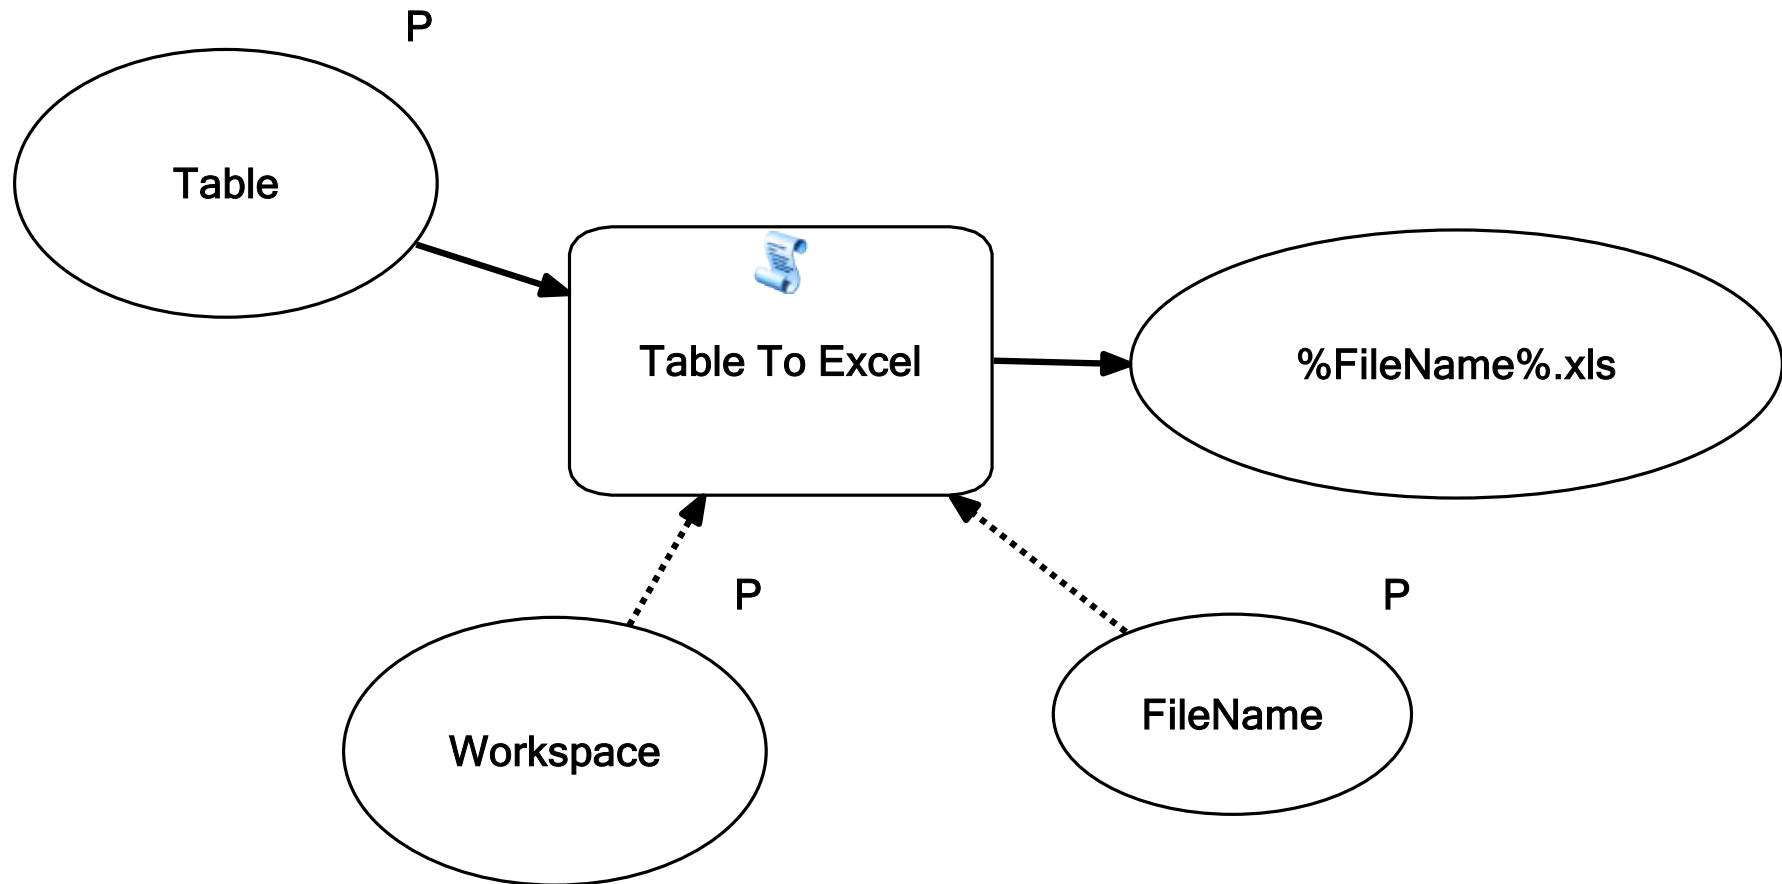 P
Table
Table To Excel
%FileName%.xls
P
P
Workspace
FileName